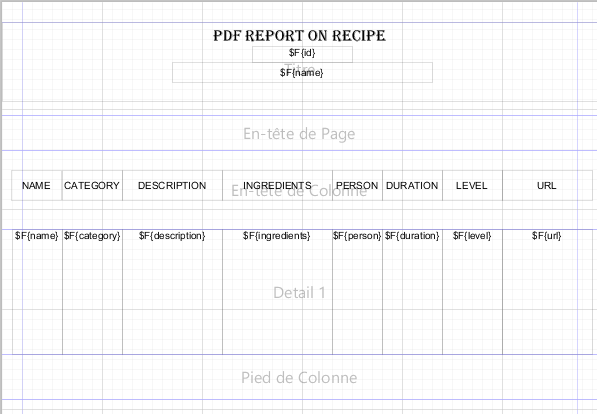 PDF REPORT ON RECIPE
$F{id}
Titre
$F{name}
En-tête de Page
NAME CATEGORY DESCRIPTION INGREDIENTS PERSON DURATION LEVEL URL
En-tête de Colonne
$F{name} $F{category} $F{description} $F{ingredients} $F{person} $F{duration} $F{level} $F{url}
Detail 1
Pied de Colonne